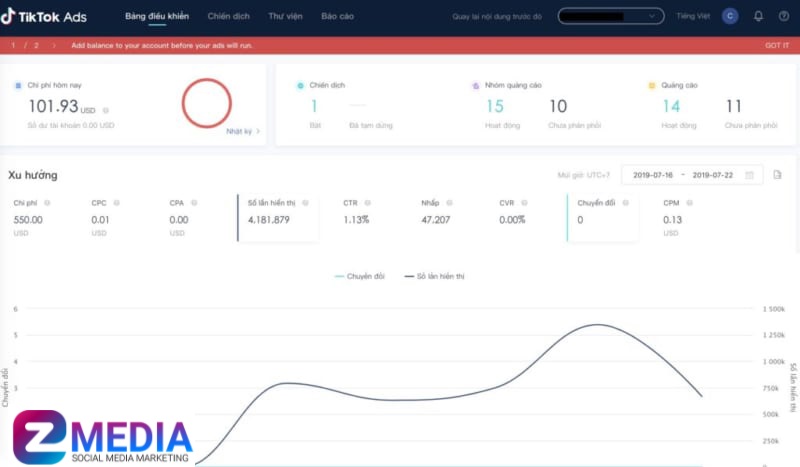 TikTok Ads Bảng điều khiển Chiến dịch Thư viện Báo cáo Quay lại nội dung trước đó Tiếng Việt C
1 / 2 Add balance to your account before your ads will run. GOT IT
Chi phí hôm nay
101.93 USD
Số dư tài khoản 0.00 USD
Nhật ký
Chiến dịch
1
Bật Đã tạm dừng
Nhóm quảng cáo
15 10
Hoạt động Chưa phân phối
Quảng cáo
14 11
Hoạt động Chưa phân phối
Xu hướng Múi giờ UTC+7 2019-07-16 - 2019-07-22
Chi phí CPC CPA Số lần hiển thị CTR Nhấp CVR Chuyển đổi CPM
550.00 0.01 0.00 4,181,879 1.13% 47,207 0.00% 0 0.13
USD USD USD USD
Chuyển đổi Số lần hiển thị
6 1 500k
5 1 250k
4 1 000k
3 750k
500k
250k
0
Chuyển đổi
Số lần hiển thị
Z MEDIA
SOCIAL MEDIA MARKETING